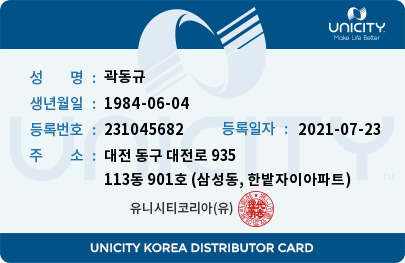 UNICITY
Make Life Better
성 명 : 곽동규
생년월일 : 1984-06-04
등록번호 : 231045682 등록일자 : 2021-07-23
주 소 : 대전 동구 대전로 935
113동 901호 (삼성동, 한밭자이아파트)
UNICITY
유니시티코리아(유)
UNICITY KOREA DISTRIBUTOR CARD